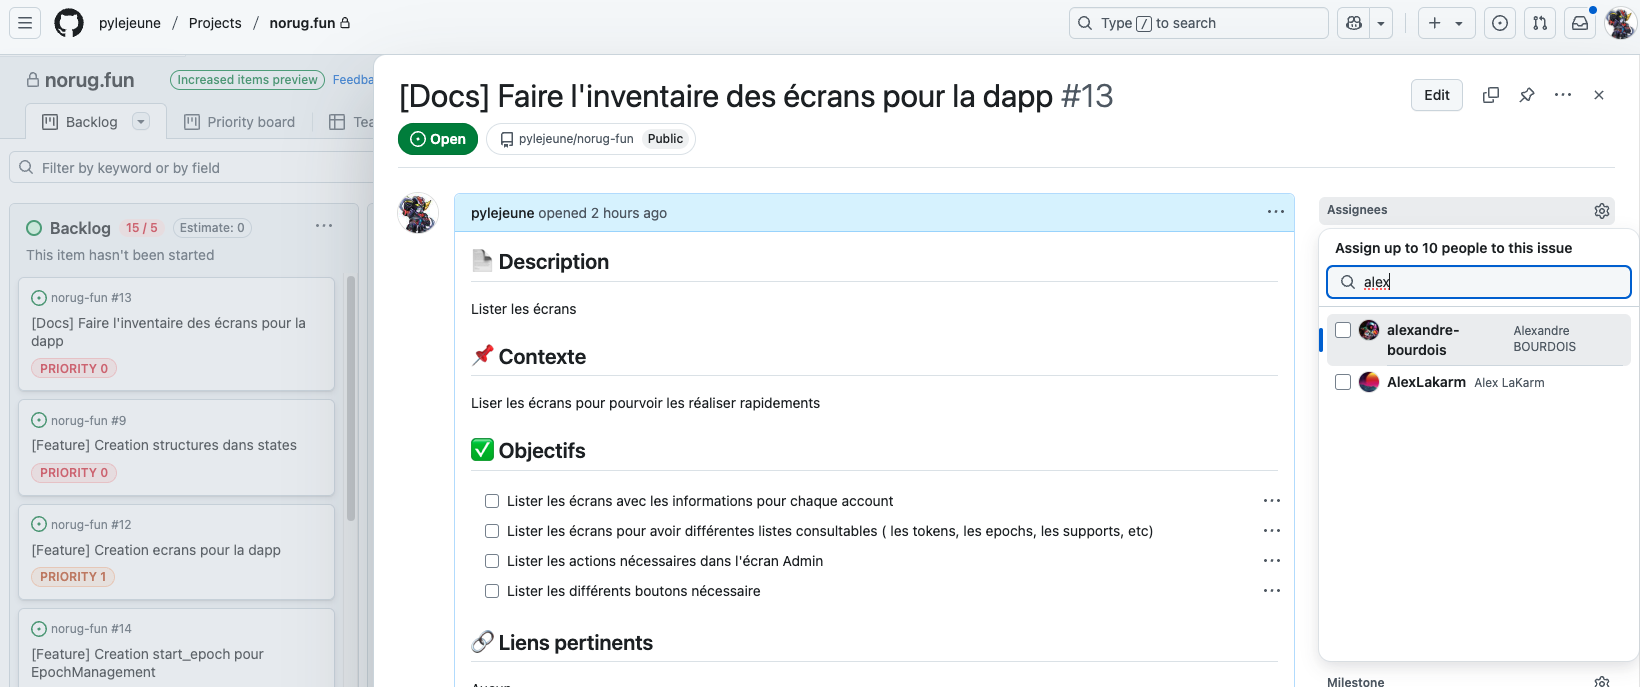 pylejeune / Projects / norug.fun
Type / to search
norug.fun
Increased items preview
Feedba
Backlog
Priority board
Tea
Filter by keyword or by field
Backlog 15 / 5 Estimate: 0
This item hasn't been started
norug-fun #13
[Docs] Faire l'inventaire des écrans pour la
dapp
PRIORITY 0
norug-fun #9
[Feature] Creation structures dans states
PRIORITY 0
norug-fun #12
[Feature] Creation ecrans pour la dapp
PRIORITY 1
norug-fun #14
[Feature] Creation start_epoch pour
EpochManagement
[Docs] Faire l'inventaire des écrans pour la dapp #13
Edit
Open
pylejeune/norug-fun Public
pylejeune opened 2 hours ago
Description
Lister les écrans
Contexte
Liser les écrans pour pourvoir les réaliser rapidements
Objectifs
Lister les écrans avec les informations pour chaque account
Lister les écrans pour avoir différentes listes consultables ( les tokens, les epochs, les supports, etc)
Lister les actions nécessaires dans l'écran Admin
Lister les différents boutons nécessaire
Liens pertinents
Assignees
Assign up to 10 people to this issue
alex
alexandre-
bourdois
Alexandre
BOURDOIS
AlexLakarm Alex LaKarm
Milestone